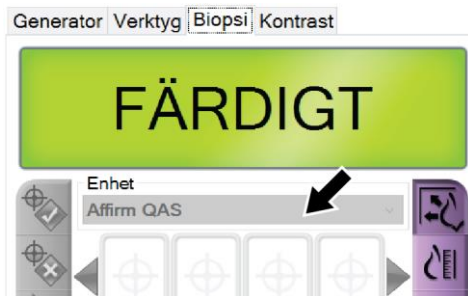 Generator Verktyg Biopsi Kontrast
FÄRDIGT
Enhet
Affirm QAS